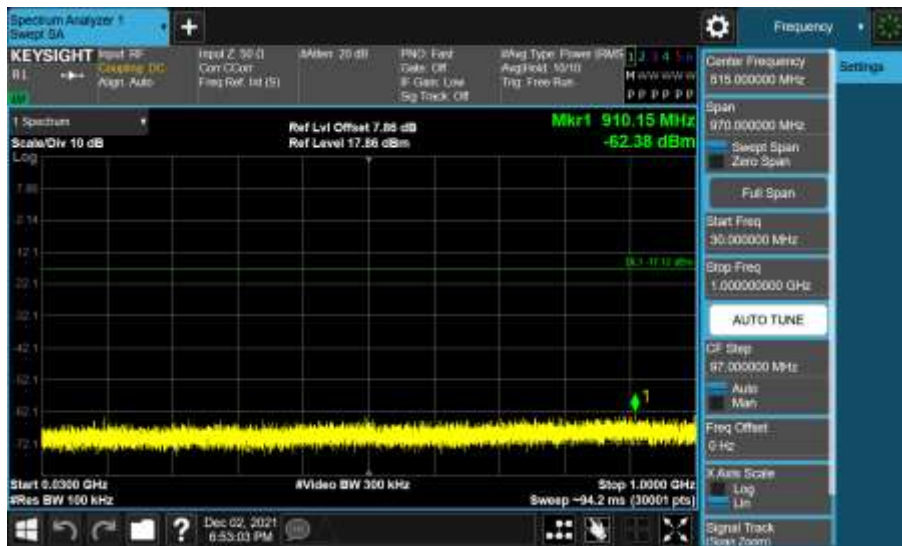 Spectrum Analyzer 1
Swept SA
Frequency
KEYSIGHT
Input: RF
Coupling: DC
Align: Auto
Input Z: 50 Ω
Corr CCorr
Freq Ref: Int (S)
#Atten: 20 dB
PNO: Fast
Gate: Off
IF Gain: Low
Sig Track: Off
#Avg Type: Power (RMS
Avg|Hold: 10/10
Trig: Free Run
1 2 3 4 5 6
M W W W W W
P P P P P P
Center Frequency
515.000000 MHz
Settings
1 Spectrum
Scale/Div 10 dB
Ref Lvl Offset 7.86 dB
Ref Level 17.86 dBm
Mkr1 910.15 MHz
-62.38 dBm
Span
970.000000 MHz
Swept Span
Zero Span
Full Span
Start Freq
30.000000 MHz
Stop Freq
1.000000000 GHz
AUTO TUNE
CF Step
97.000000 MHz
Auto
Man
Freq Offset
0 Hz
X Axis Scale
Log
Lin
Signal Track
(Span Zoom)
Log
7.86
-2.14
-12.1
-22.1
-32.1
-42.1
-52.1
-62.1
-72.1
1
Start 0.0300 GHz
#Res BW 100 kHz
#Video BW 300 kHz
Stop 1.0000 GHz
Sweep ~94.2 ms (30001 pts)
?
Dec 02, 2021
6:53:03 PM